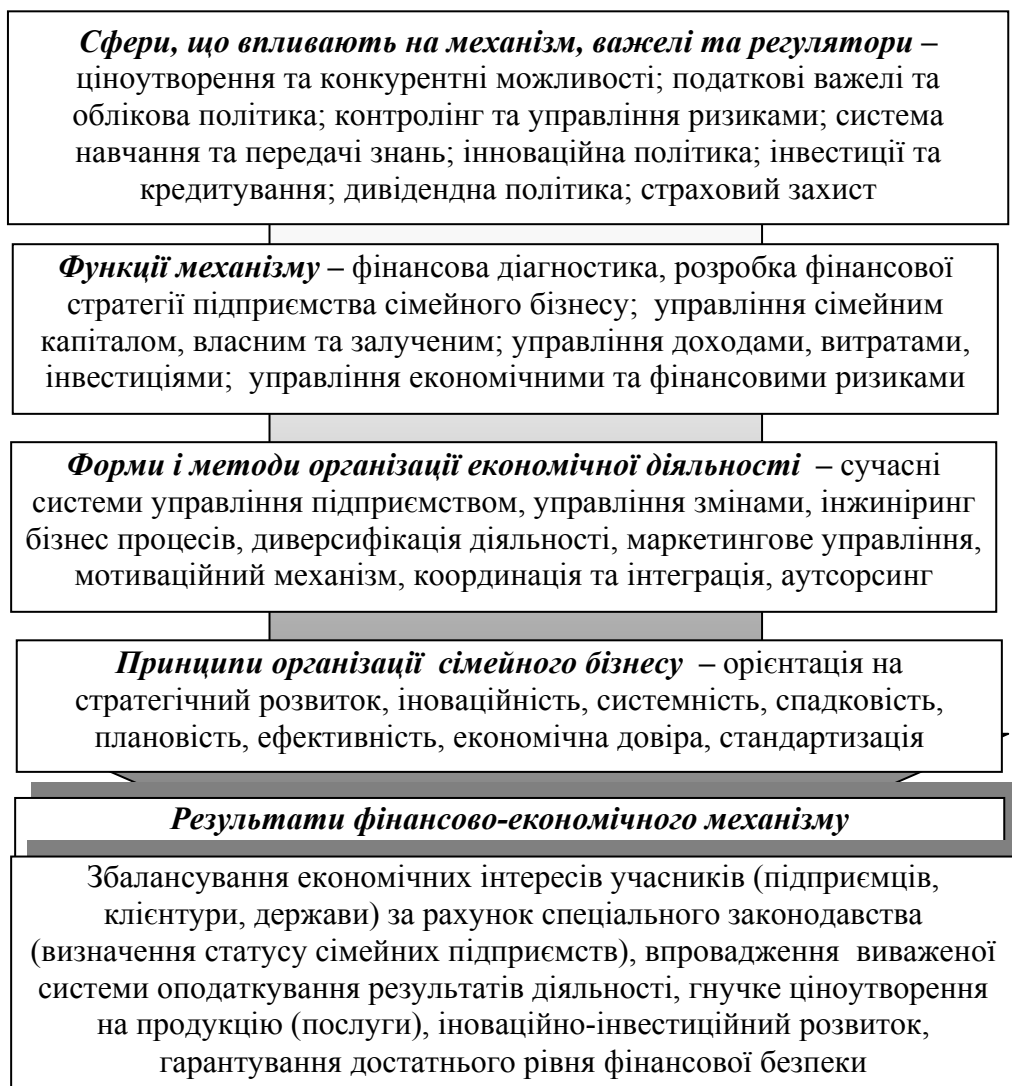 Сфери, що впливають на механізм, важелі та регулятори –
ціноутворення та конкурентні можливості; податкові важелі та
облікова політика; контролінг та управління ризиками; система
навчання та передачі знань; інноваційна політика; інвестиції та
кредитування; дивідендна політика; страховий захист
Функції механізму – фінансова діагностика, розробка фінансової
стратегії підприємства сімейного бізнесу; управління сімейним
капіталом, власним та залученим; управління доходами, витратами,
інвестиціями; управління економічними та фінансовими ризиками
Форми і методи організації економічної діяльності – сучасні
системи управління підприємством, управління змінами, інжиніринг
бізнес процесів, диверсифікація діяльності, маркетингове управління,
мотиваційний механізм, координація та інтеграція, аутсорсинг
Принципи організації сімейного бізнесу – орієнтація на
стратегічний розвиток, іноваційність, системність, спадковість,
плановість, ефективність, економічна довіра, стандартизація
Результати фінансово-економічного механізму
Збалансування економічних інтересів учасників (підприємців,
клієнтури, держави) за рахунок спеціального законодавства
(визначення статусу сімейних підприємств), впровадження виваженої
системи оподаткування результатів діяльності, гнучке ціноутворення
на продукцію (послуги), іноваційно-інвестиційний розвиток,
гарантування достатнього рівня фінансової безпеки